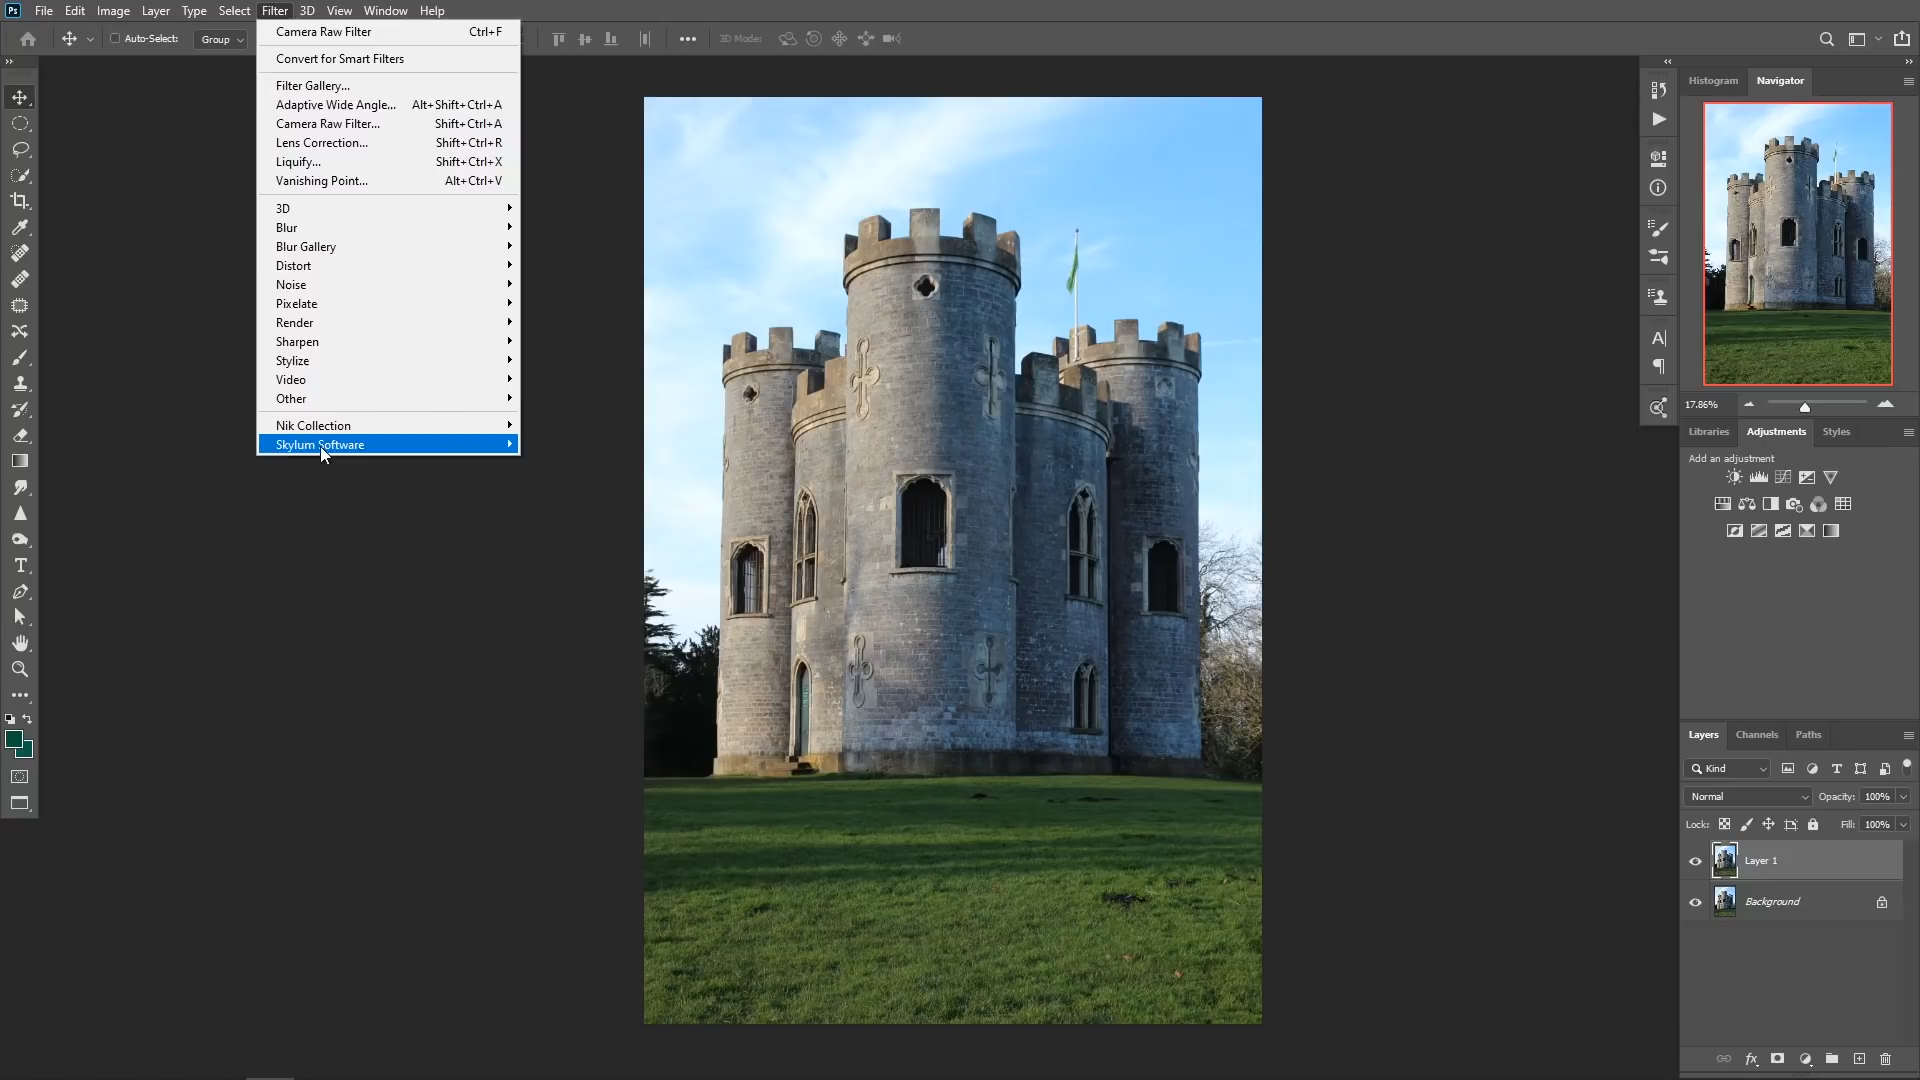 Ps File Edit Image Layer Type Select Filter 3D View Window Help
Auto-Select: Group 3D Mode:
Camera Raw Filter Ctrl+F
Convert for Smart Filters
Filter Gallery...
Adaptive Wide Angle... Alt+Shift+Ctrl+A
Camera Raw Filter... Shift+Ctrl+A
Lens Correction... Shift+Ctrl+R
Liquify... Shift+Ctrl+X
Vanishing Point... Alt+Ctrl+V
3D
Blur
Blur Gallery
Distort
Noise
Pixelate
Render
Sharpen
Stylize
Video
Other
Nik Collection
Skylum Software
Histogram Navigator
17.86%
Libraries Adjustments Styles
Add an adjustment
Layers Channels Paths
Kind
Normal Opacity: 100%
Lock: Fill: 100%
Layer 1
Background